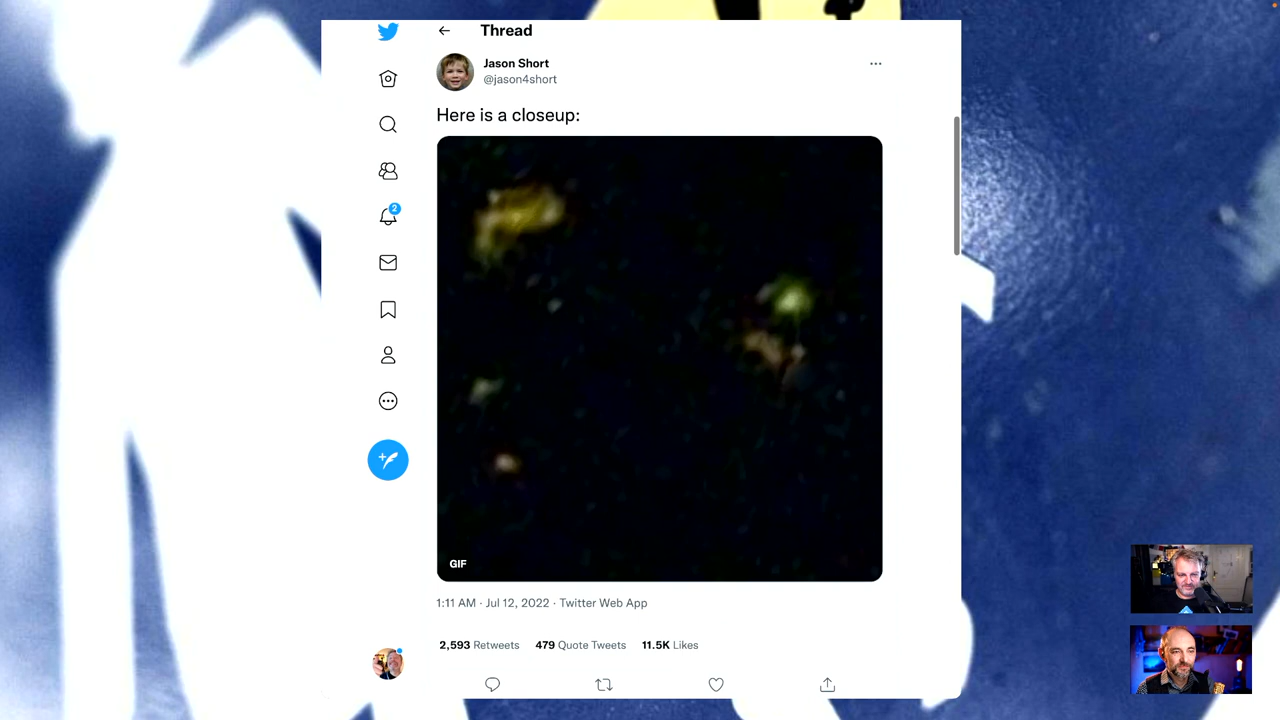 Thread
Jason Short
@jason4short
Here is a closeup:
2
GIF
1:11 AM · Jul 12, 2022 · Twitter Web App
2,593 Retweets 479 Quote Tweets 11.5K Likes